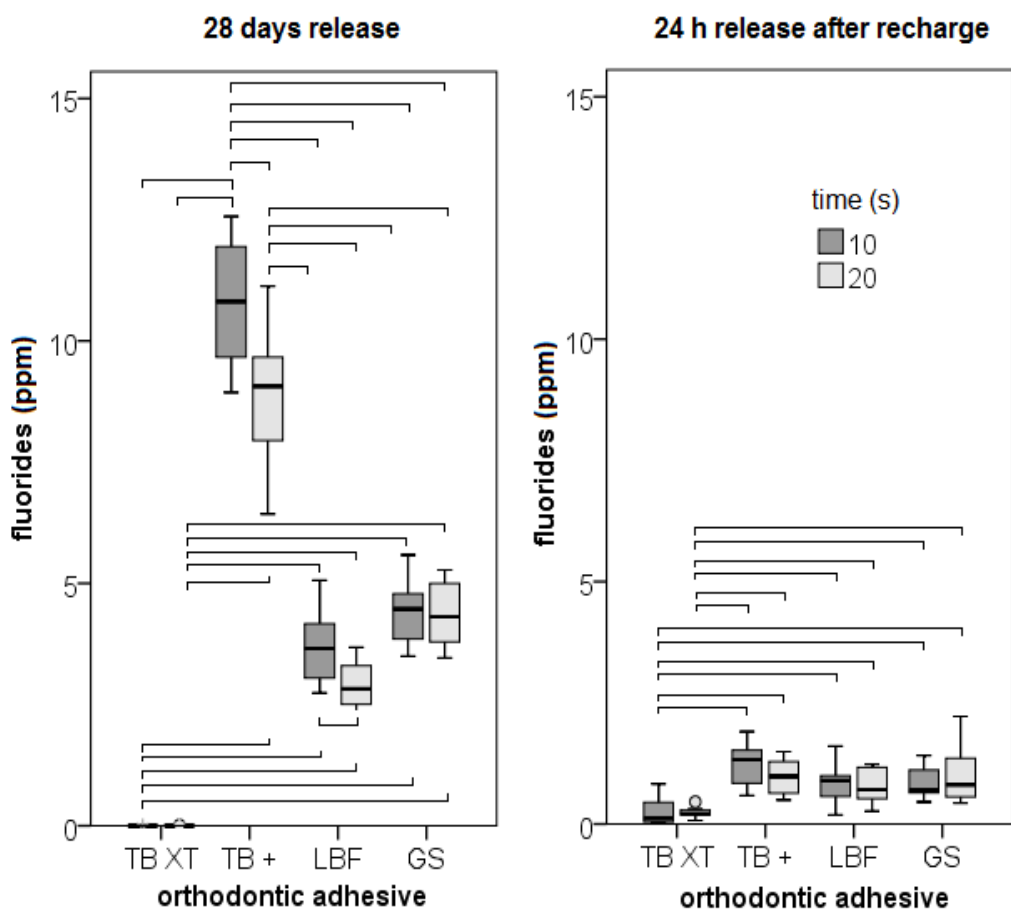 28 days release
15
10
5
0
fluorides (ppm)
TB XT TB + LBF GS
orthodontic adhesive
24 h release after recharge
15
10
5
0
fluorides (ppm)
time (s)
10
20
TB XT TB + LBF GS
orthodontic adhesive